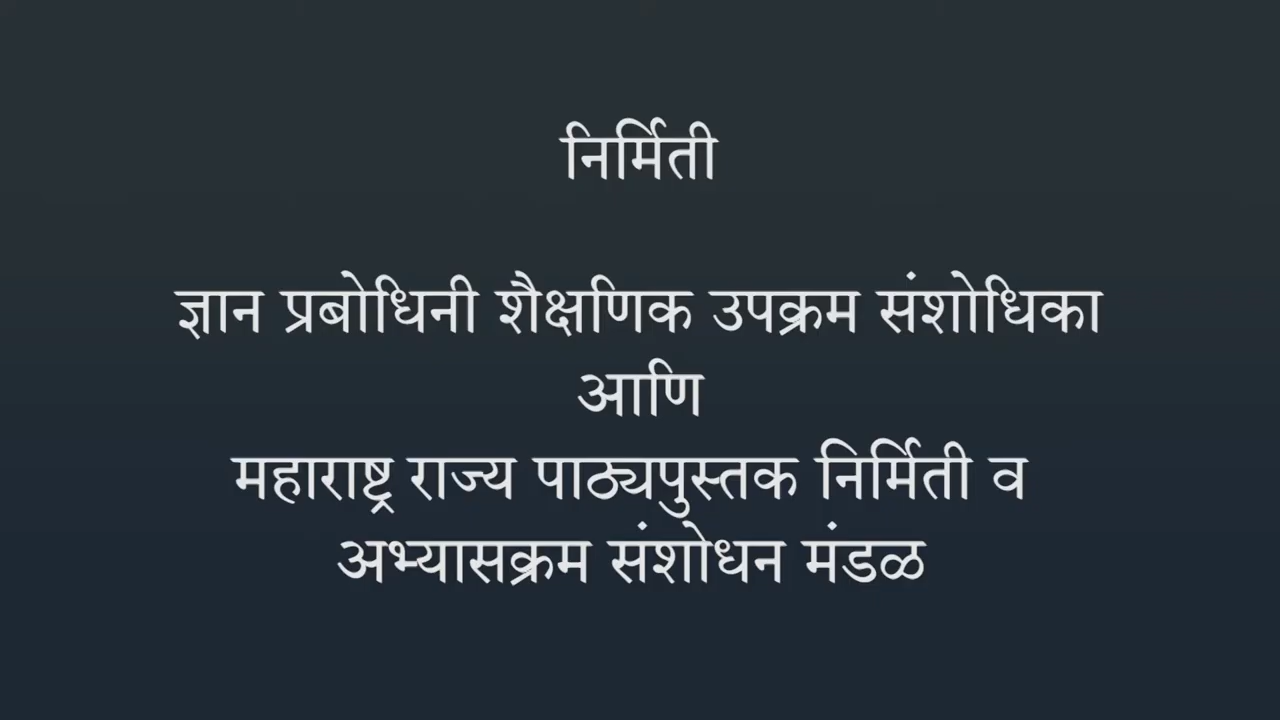 निर्मिती
ज्ञान प्रबोधिनी शैक्षणिक उपक्रम संशोधिका
आणि
महाराष्ट्र राज्य पाठ्यपुस्तक निर्मिती व
अभ्यासक्रम संशोधन मंडळ